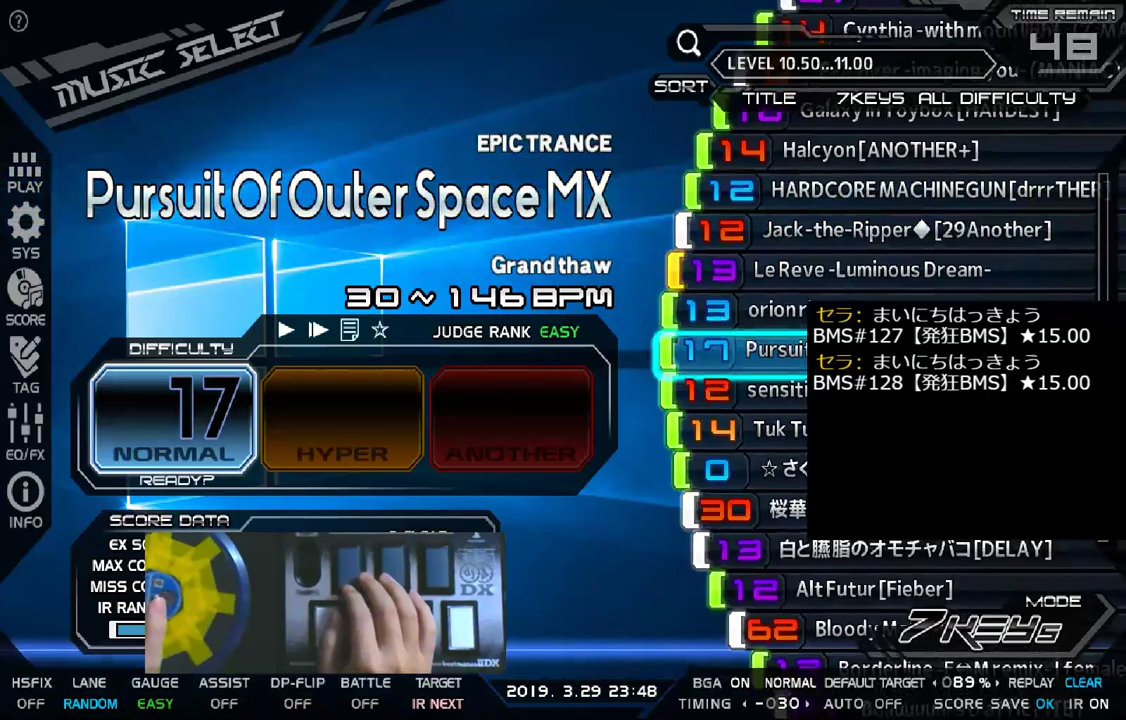 ?
MUSIC SELECT
TIME REMAIN
48
LEVEL 10.50...11.00
SORT
TITLE 7KEYS ALL DIFFICULTY
14 Cynthia -with m
you- (MANIAC)
Galaxy in Toybox [HARDEST]
14 Halcyon [ANOTHER+]
12 HARDCORE MACHINEGUN [drrrTHER
12 Jack-the-Ripper◆ [29Another]
13 Le Reve -Luminous Dream-
13 orion r
17 Pursuit
12 sensiti
14 Tuk Tu
0 ☆さく
30 桜華
13 白と臙脂のオモチャバコ[DELAY]
12 Alt Futur [Fieber]
62 Bloody M
EPIC TRANCE
Pursuit Of Outer Space MX
Grand thaw
30 ~ 146 BPM
JUDGE RANK EASY
DIFFICULTY
17
NORMAL
HYPER
ANOTHER
READY?
SCORE DATA
EX SC
MAX CO
MISS CO
IR RAN
PLAY
SYS
SCORE
TAG
EQ/FX
INFO
セラ: まいにちはっきょう
BMS#127【発狂BMS】★15.00
セラ: まいにちはっきょう
BMS#128【発狂BMS】★15.00
DX
beatmania IIDX
MODE
7KEYS
HSFIX LANE GAUGE ASSIST DP-FLIP BATTLE TARGET
OFF RANDOM EASY OFF OFF OFF IR NEXT
2019. 3.29 23:48
BGA ON NORMAL DEFAULT TARGET ‹ 089% › REPLAY CLEAR
TIMING ‹ -030 › AUTO OFF SCORE SAVE OK IR ON